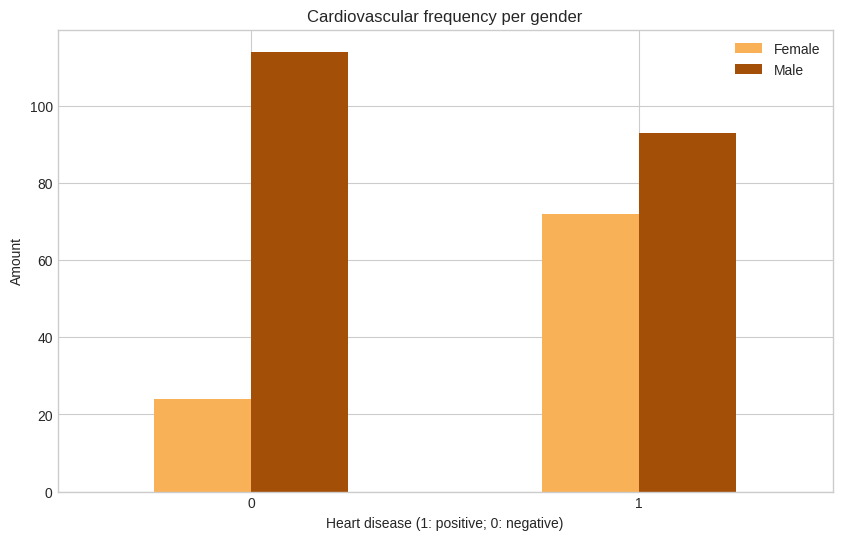 Cardiovascular frequency per gender
Female
Male
Amount
100
80
60
40
20
0
0 1
Heart disease (1: positive; 0: negative)